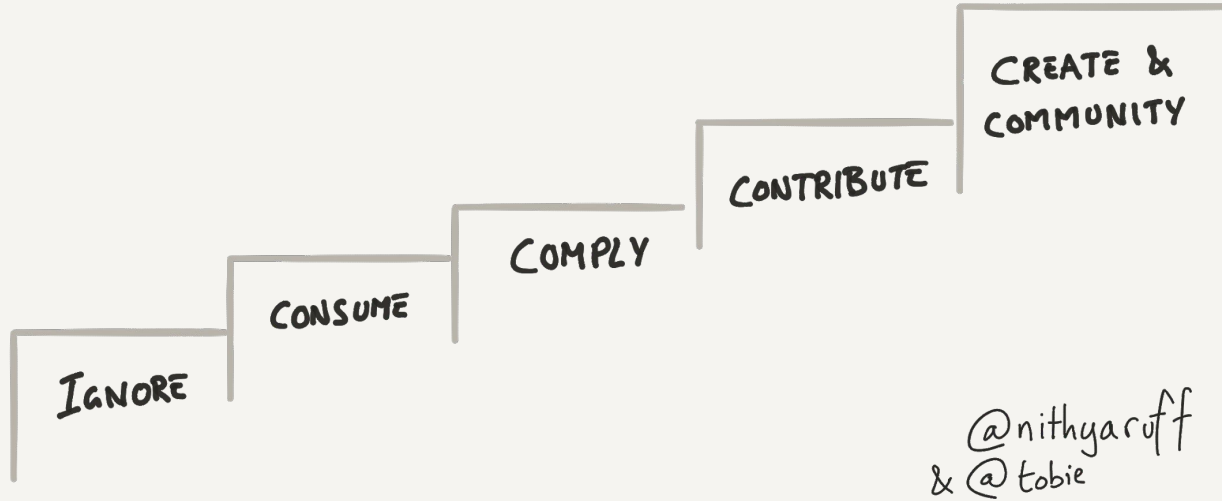 IGNORE
CONSUME
COMPLY
CONTRIBUTE
CREATE &
COMMUNITY
@nithyaruff
& @tobie